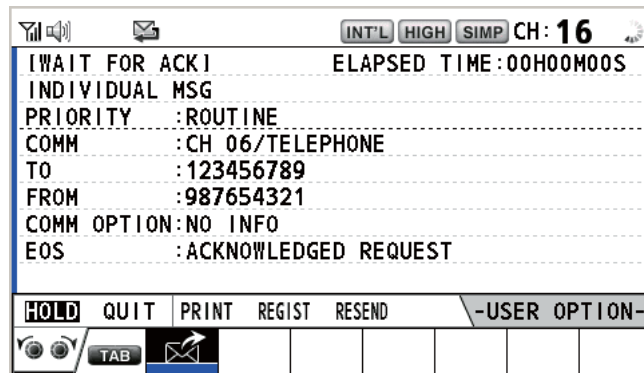 INT'L HIGH SIMP CH:16
[WAIT FOR ACK] ELAPSED TIME:00H00M00S
INDIVIDUAL MSG
PRIORITY :ROUTINE
COMM :CH 06/TELEPHONE
TO :123456789
FROM :987654321
COMM OPTION:NO INFO
EOS :ACKNOWLEDGED REQUEST
HOLD QUIT PRINT REGIST RESEND -USER OPTION-
TAB